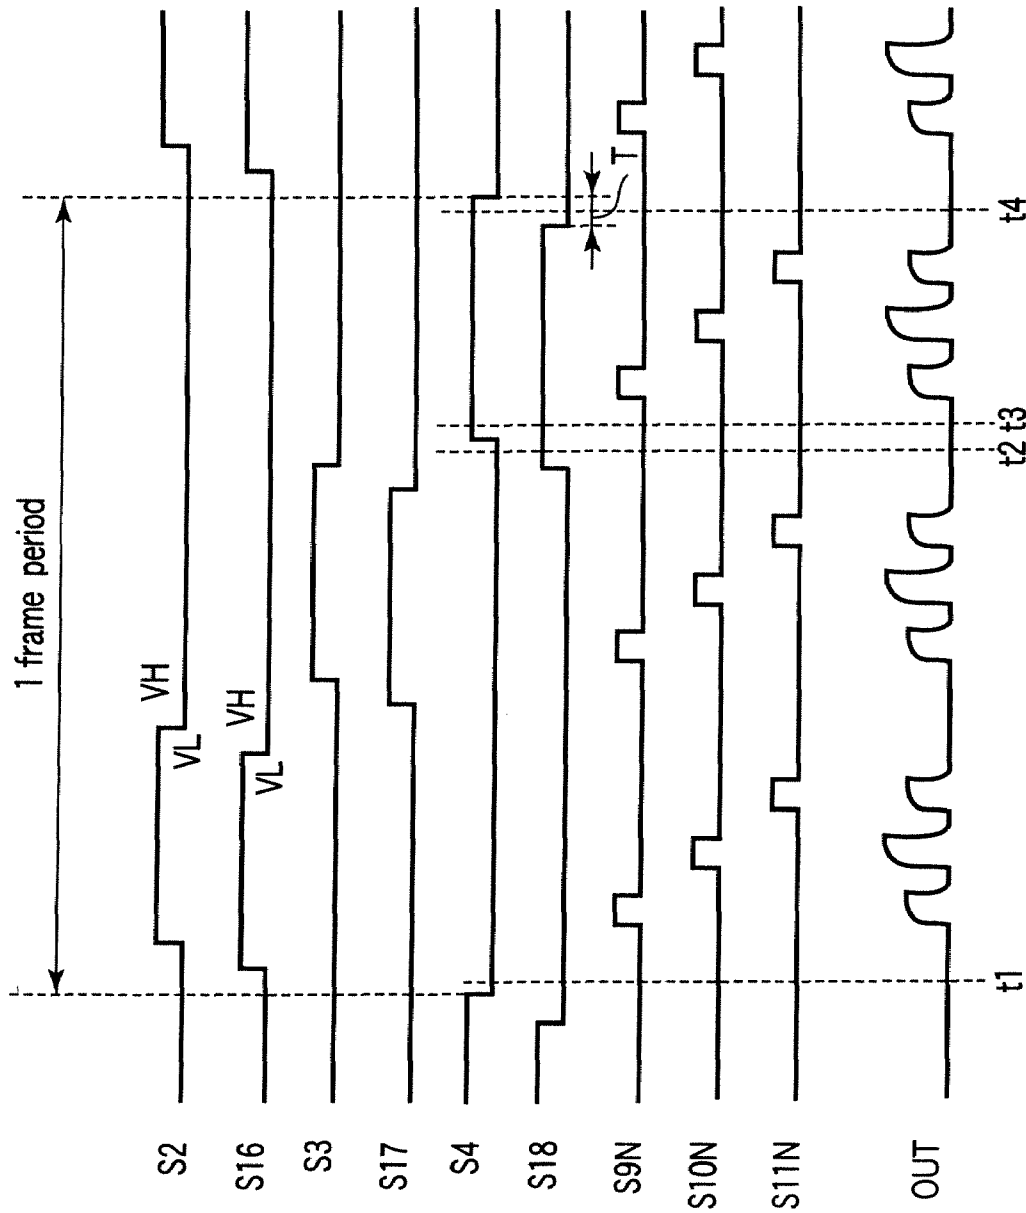 1 frame period
S2
VH
VL
S16
VH
VL
S3
S17
S4
S18
T
S9N
S10N
S11N
OUT
t1
t2
t3
t4